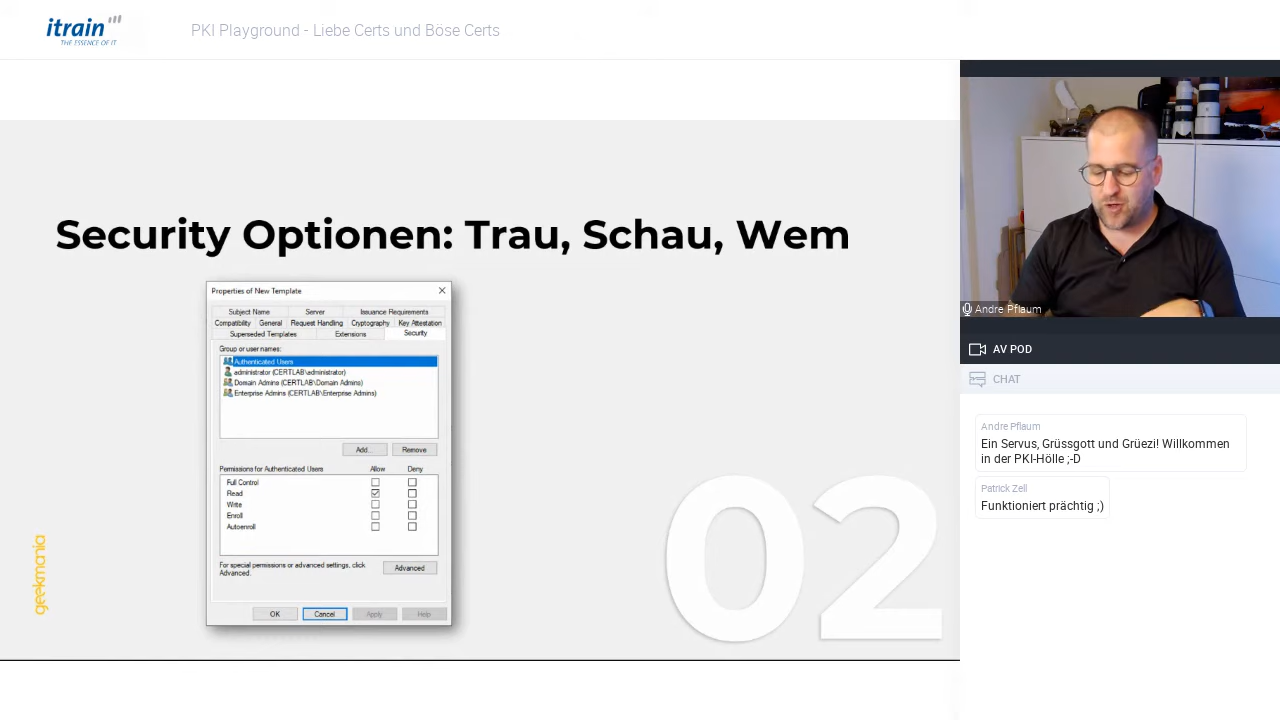 itrain
THE ESSENCE OF IT
PKI Playground - Liebe Certs und Böse Certs
Security Optionen: Trau, Schau, Wem
Properties of New Template
Subject Name Server Issuance Requirements
Compatibility General Request Handling Cryptography Key Attestation
Superseded Templates Extensions Security
Group or user names:
Authenticated Users
administrator (CERTLAB\administrator)
Domain Admins (CERTLAB\Domain Admins)
Enterprise Admins (CERTLAB\Enterprise Admins)
Add... Remove
Permissions for Authenticated Users Allow Deny
Full Control
Read
Write
Enroll
Autoenroll
For special permissions or advanced settings, click
Advanced.
Advanced
OK Cancel Apply Help
geekmania
02
Andre Pflaum
AV POD
CHAT
Andre Pflaum
Ein Servus, Grüssgott und Grüezi! Willkommen
in der PKI-Hölle ;-D
Patrick Zell
Funktioniert prächtig ;)